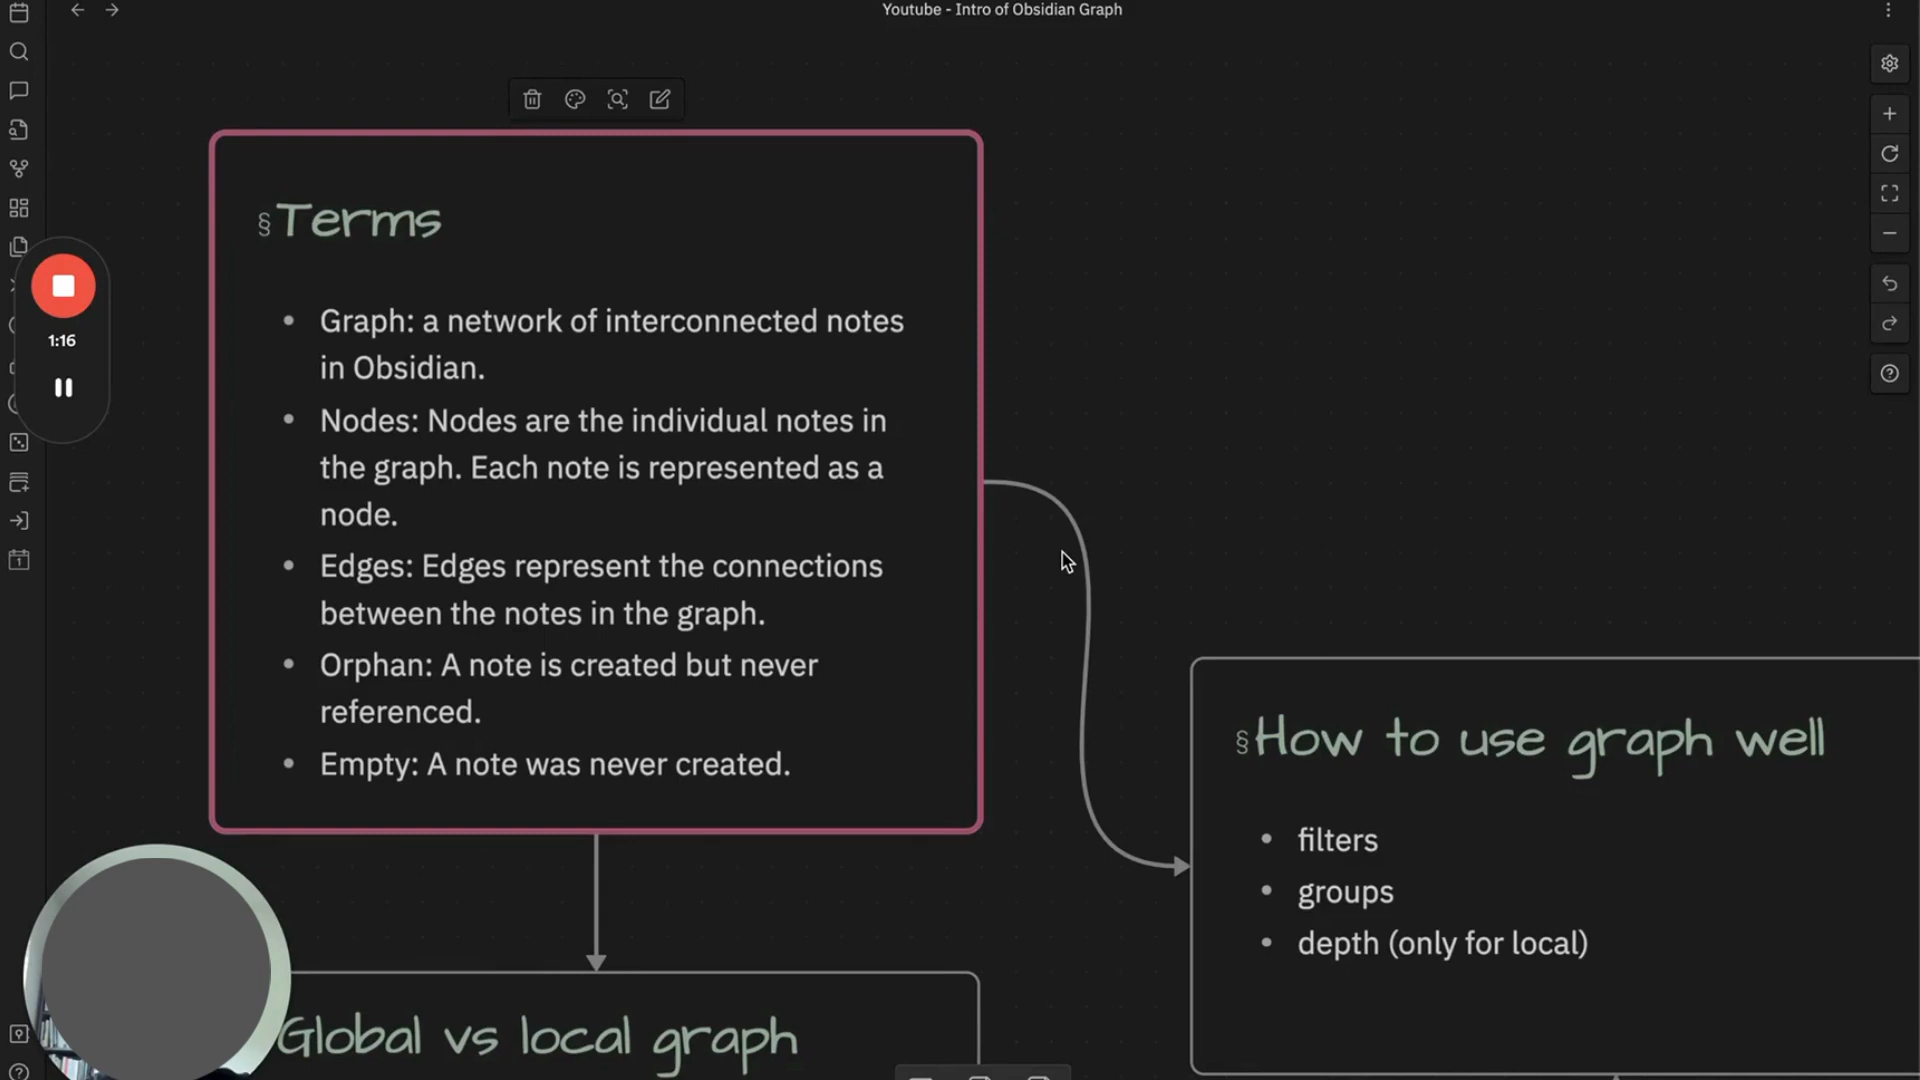 Youtube - Intro of Obsidian Graph
§Terms
• Graph: a network of interconnected notes
in Obsidian.
• Nodes: Nodes are the individual notes in
the graph. Each note is represented as a
node.
• Edges: Edges represent the connections
between the notes in the graph.
• Orphan: A note is created but never
referenced.
• Empty: A note was never created.
1:16
§How to use graph well
• filters
• groups
• depth (only for local)
Global vs local graph